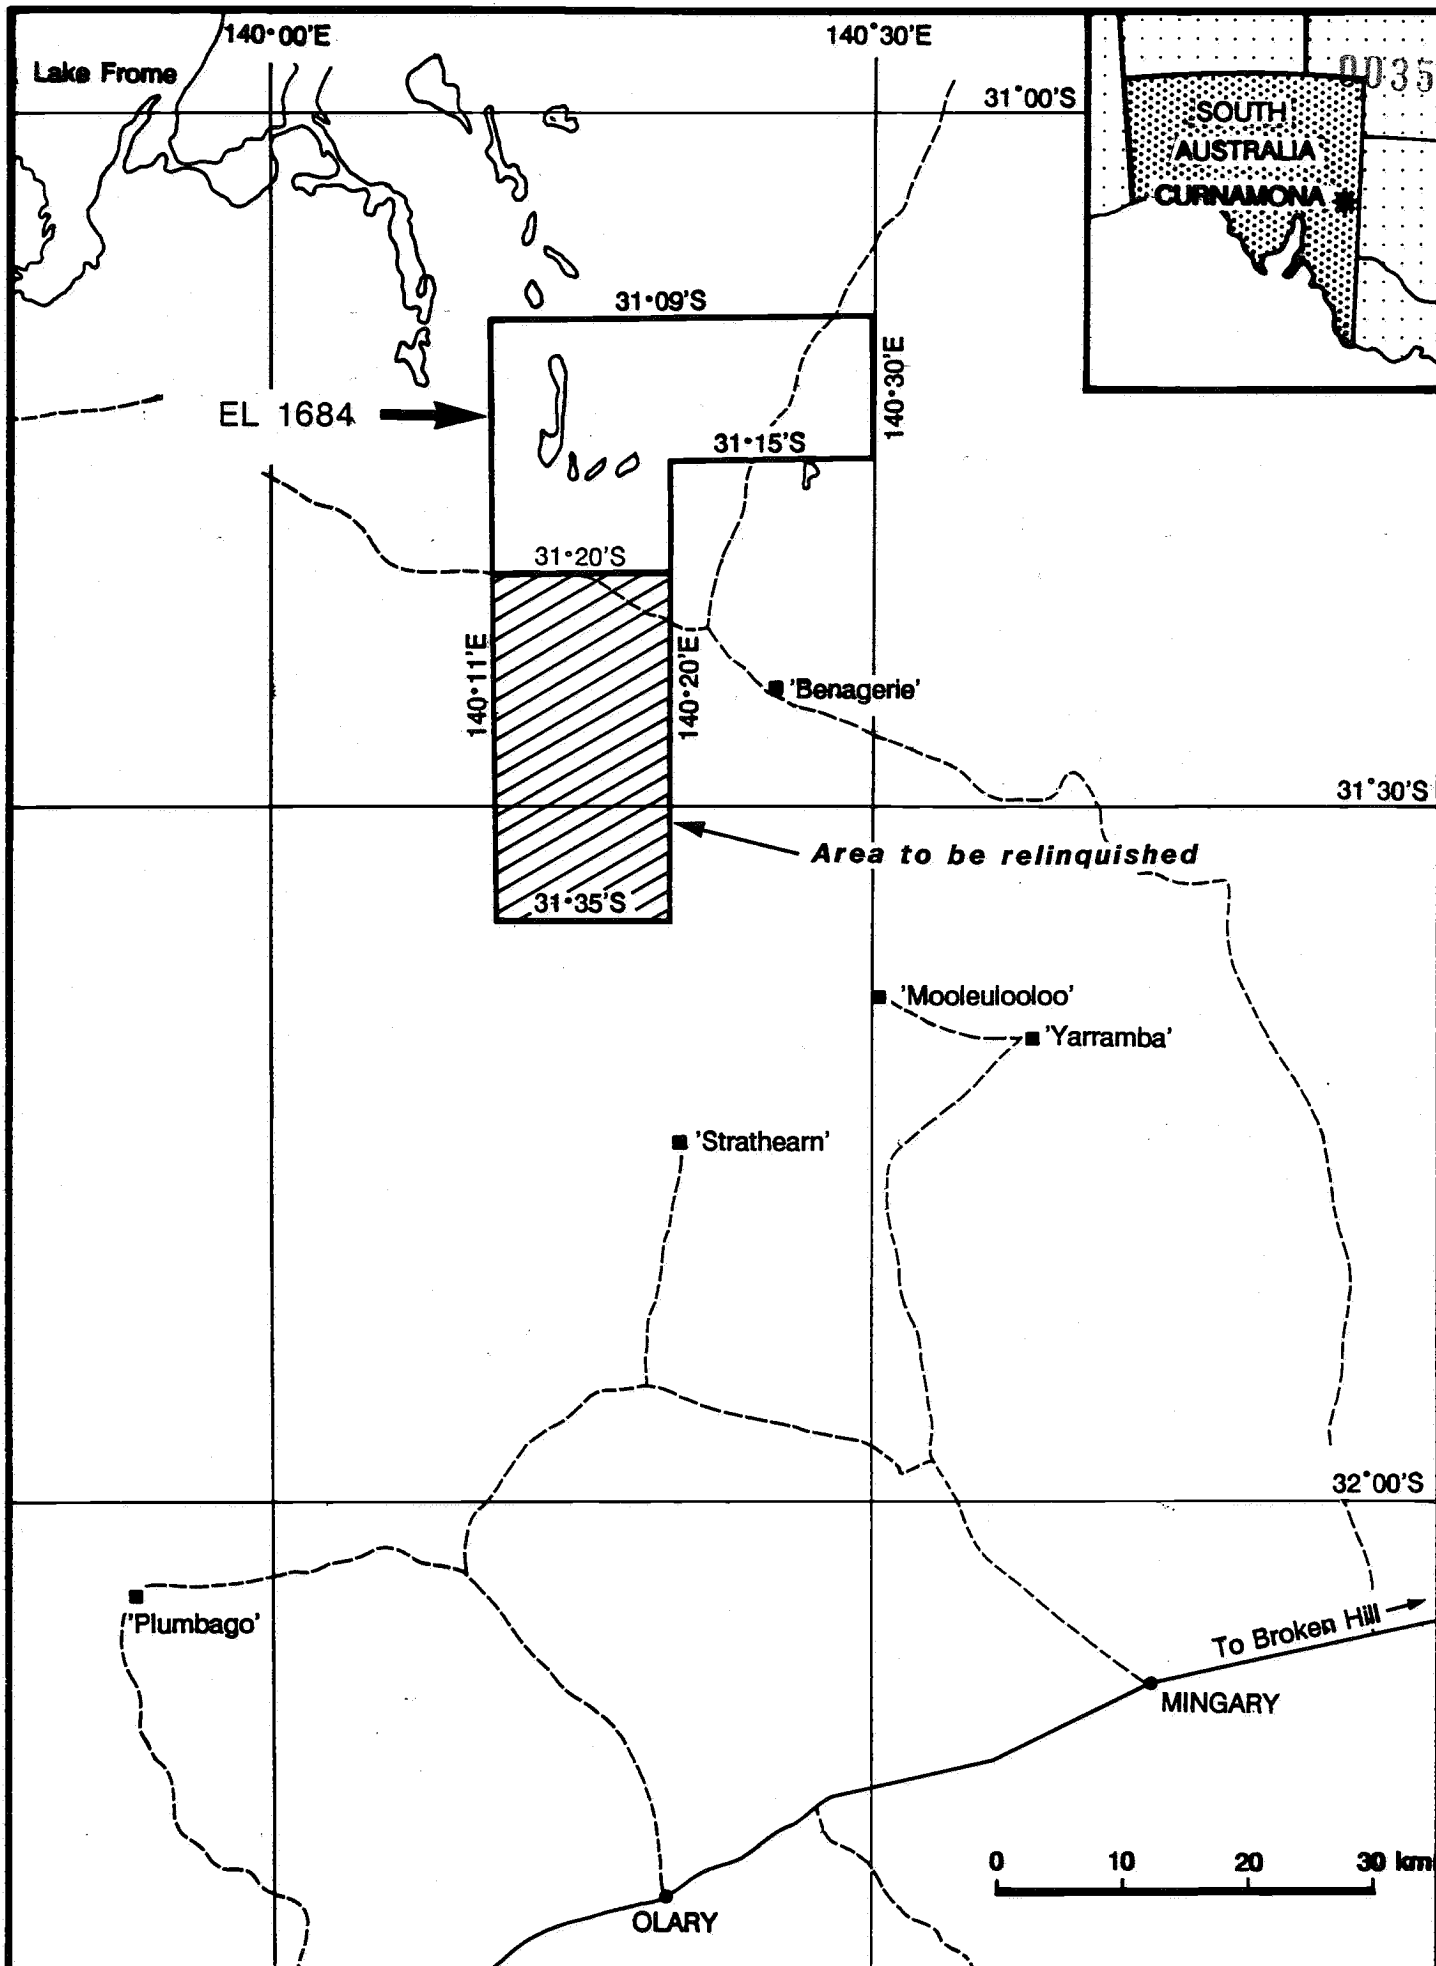 140°00'E
140°30'E
Lake Frome
0035
31°00'S
SOUTH
AUSTRALIA
CURNAMONA
31•09'S
140•30'E
EL 1684
31•15'S
31•20'S
140•11'E
140•20'E
'Benagerie'
31°30'S
Area to be relinquished
31•35'S
'Mooleulooloo'
'Yarramba'
'Strathearn'
32°00'S
'Plumbago'
To Broken Hill
MINGARY
0 10 20 30 km
OLARY